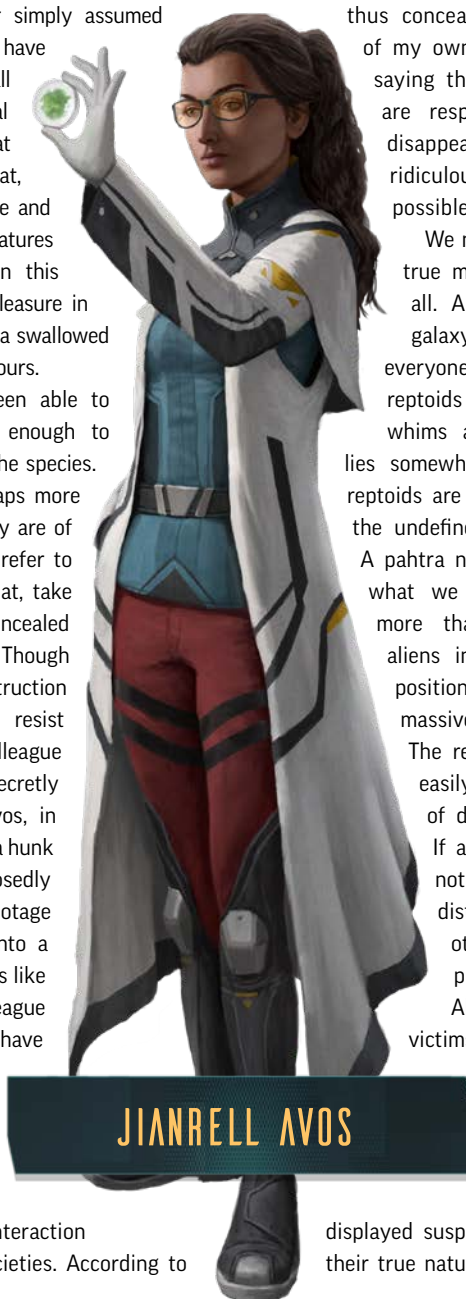 r simply assumed
have
ll
al
at
at,
e and
atures
n this
leasure in
a swallowed
ours.
een able to
enough to
he species.
aps more
y are of
refer to
at, take
ncealed
Though
truction
resist
lleague
ecretly
vos, in
a hunk
osedly
otage
nto a
s like
eague
have
nteraction
cieties. According to
thus concea
of my own
saying th
are resp
disappea
ridiculou
possible
We n
true m
all. A
galaxy
everyone
reptoids
whims a
lies somewh
reptoids are
the undefin
A pahtra n
what we
more tha
aliens in
position
massive
The re
easily
of d
If a
not
dist
ot
p
A
victim
displayed susp
their true natu
JIANRELL AVOS